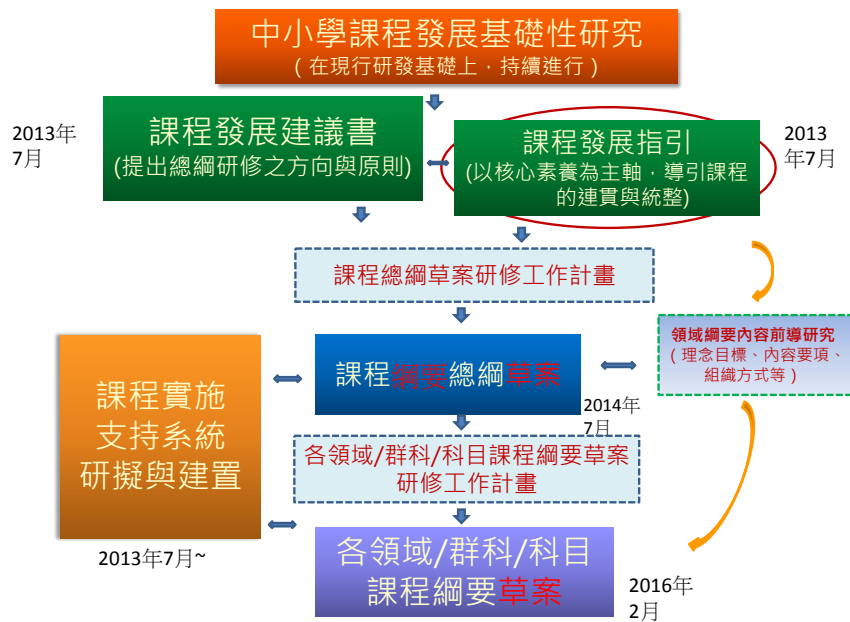 中小學課程發展基礎性研究
(在現行研發基礎上，持續進行)
2013年
7月
課程發展建議書
(提出總綱研修之方向與原則)
課程發展指引
(以核心素養為主軸，導引課程
的連貫與統整)
2013
年7月
課程總綱草案研修工作計畫
領域綱要內容前導研究
(理念目標、內容要項、
組織方式等)
課程實施
支持系統
研擬與建置
2013年7月~
課程綱要總綱草案
2014年
7月
各領域/群科/科目課程綱要草案
研修工作計畫
各領域/群科/科目
課程綱要草案
2016年
2月